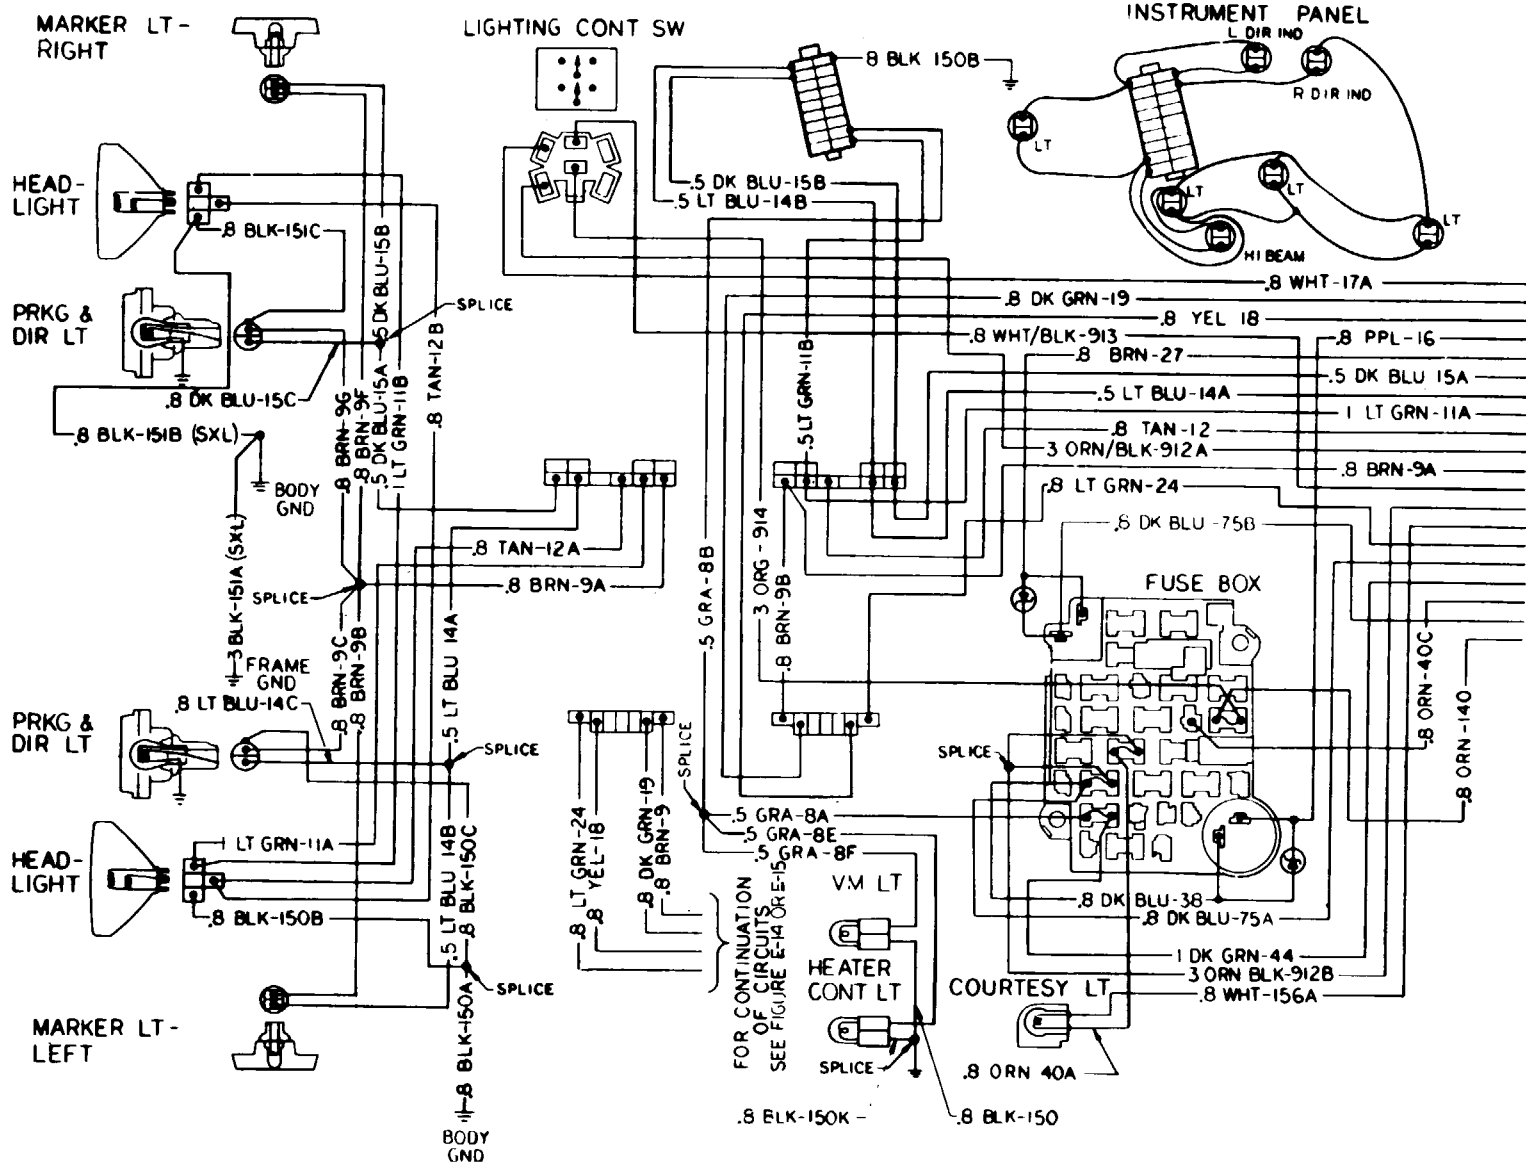 MARKER LT-
RIGHT
LIGHTING CONT SW
INSTRUMENT PANEL
L DIR IND
R DIR IND
LT
LT
LT
LT
HI BEAM
.8 BLK 150B
HEAD-
LIGHT
.8 BLK-151C
.5 DK BLU-15B
.5 LT BLU-14B
.5 DK BLU-15B
SPLICE
PRKG &
DIR LT
.8 DK BLU-15C
.8 BLK-151B (SXL)
BODY
GND
.8 BRN-9G
.8 BRN-9F
.5 DK BLU-15A
1 LT GRN-11B
.8 TAN-12B
.8 WHT-17A
.8 DK GRN-19
.8 YEL 18
.8 WHT/BLK-913
.8 PPL-16
.8 BRN-27
.5 DK BLU 15A
.5 LT BLU-14A
1 LT GRN-11A
.8 TAN-12
3 ORN/BLK-912A
.8 BRN-9A
.8 LT GRN-24
.8 DK BLU-75B
.5 LT GRN-11B
3 BLK-151A (SXL)
.8 TAN-12A
.8 BRN-9A
SPLICE
FRAME
GND
.8 BRN-9C
.8 BRN-9B
.5 LT BLU 14A
.5 GRA-8B
3 ORG-914
.8 BRN-9B
FUSE BOX
.8 ORN-40C
.8 ORN-140
.8 LT BLU-14C
PRKG &
DIR LT
SPLICE
SPLICE
SPLICE
.8 LT GRN-24
.8 YEL-18
.8 DK GRN-19
.8 BRN-9
.5 GRA-8A
.5 GRA-8E
.5 GRA-8F
1 LT GRN-11A
HEAD-
LIGHT
.8 BLK-150B
.5 LT BLU 14B
.8 BLK-150C
FOR CONTINUATION
OF CIRCUITS
SEE FIGURE E-14 OR E-15
V.M LT
HEATER
CONT LT
.8 DK BLU-38
.8 DK BLU-75A
1 DK GRN-44
3 ORN BLK-912B
.8 WHT-156A
COURTESY LT
SPLICE
.8 BLK-150A
MARKER LT-
LEFT
SPLICE
.8 ORN 40A
.8 BLK-150K
.8 BLK-150
BODY
GND